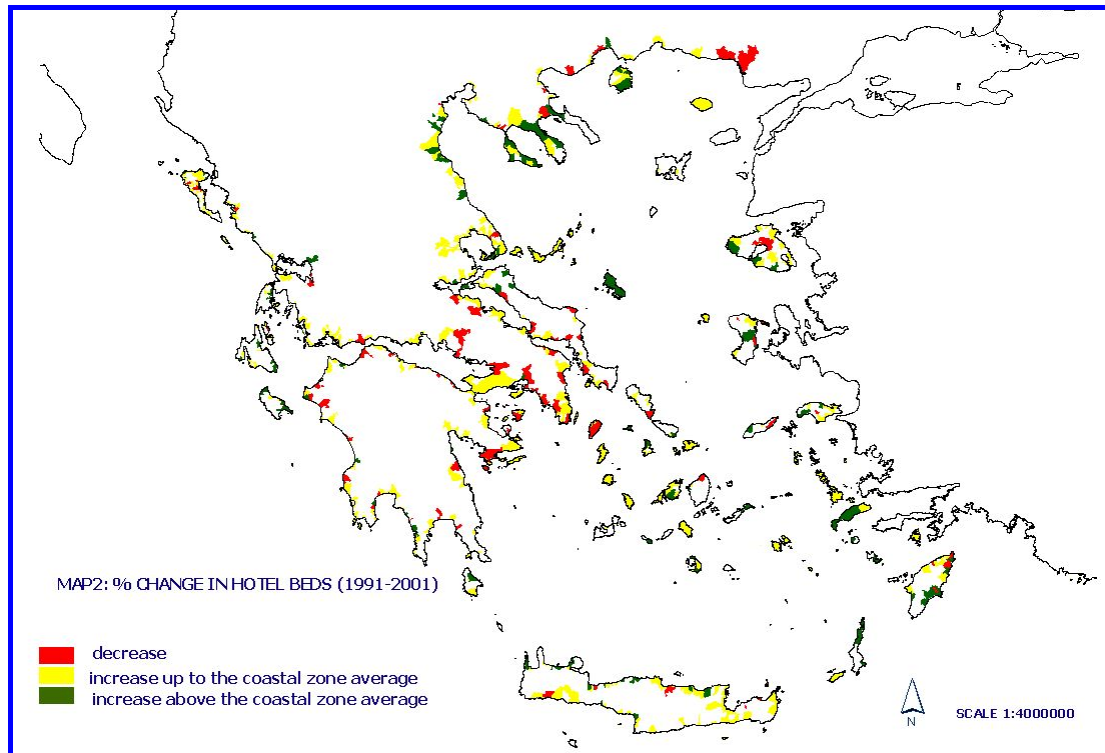 MAP2: % CHANGE IN HOTEL BEDS (1991-2001)
decrease
increase up to the coastal zone average
increase above the coastal zone average
N
SCALE 1:4000000